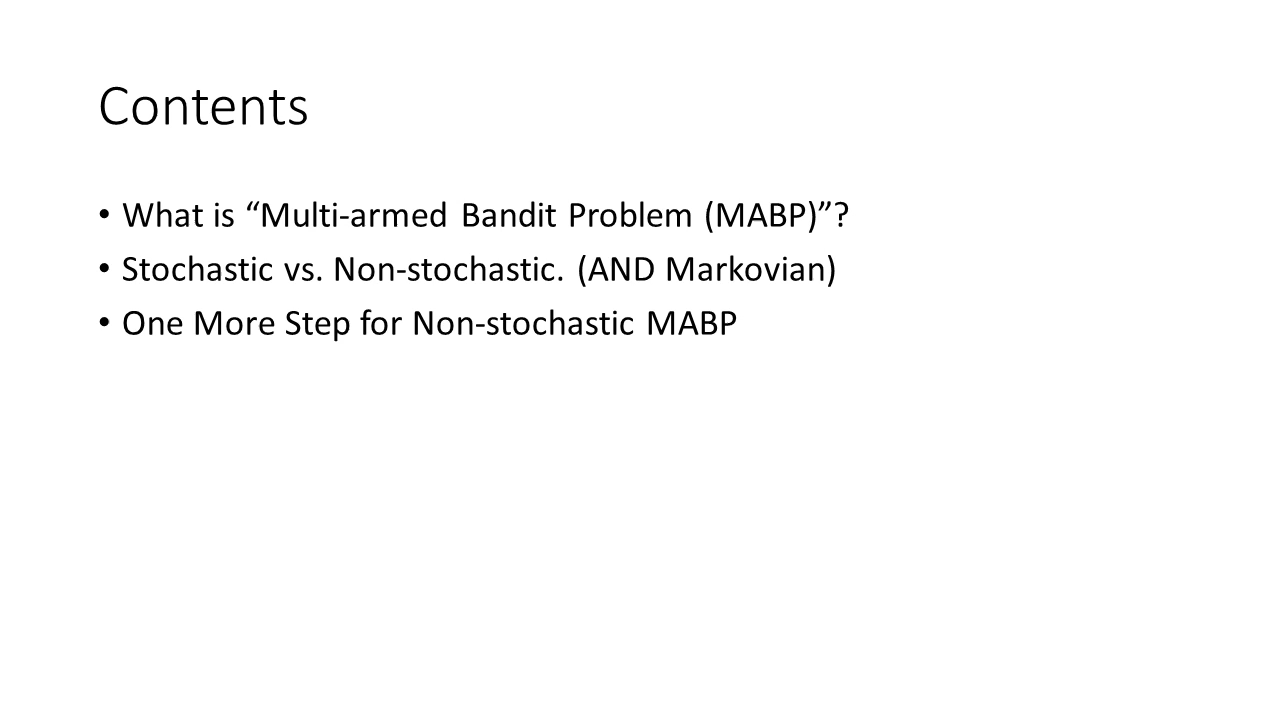 Contents
• What is “Multi-armed Bandit Problem (MABP)”?
• Stochastic vs. Non-stochastic. (AND Markovian)
• One More Step for Non-stochastic MABP